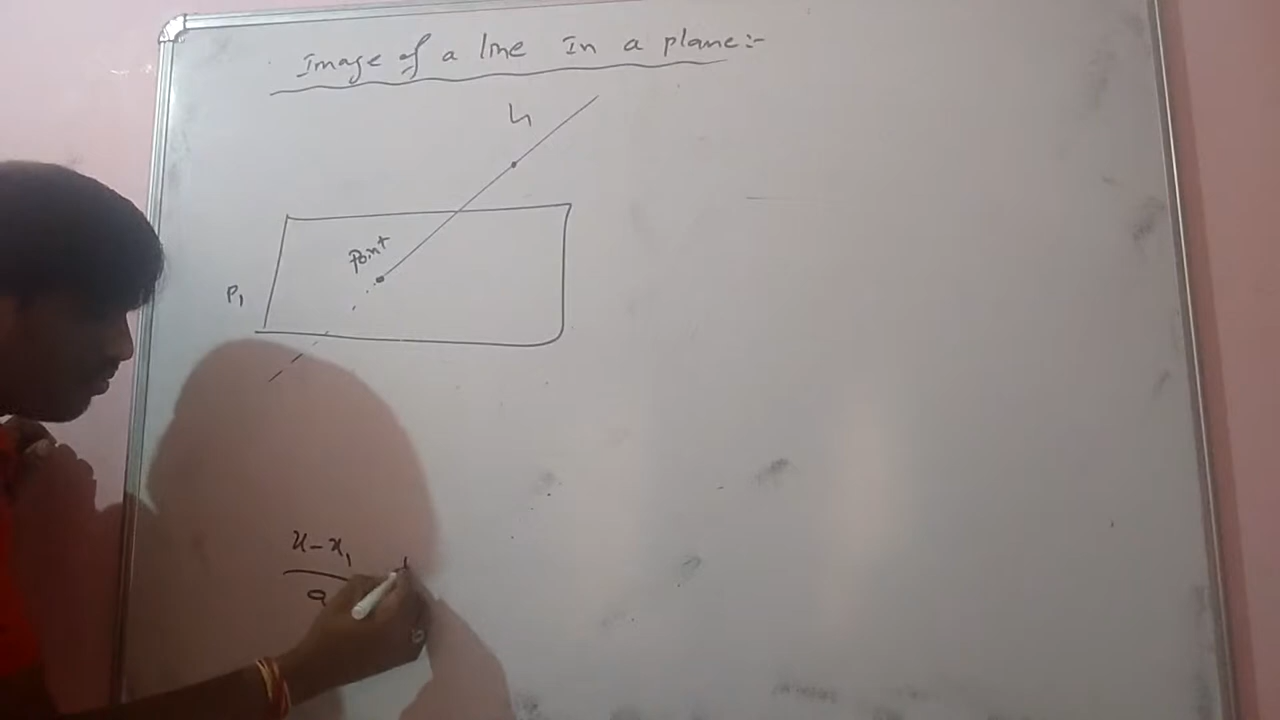 Image of a line In a plane:-
L₁
Point
P₁
x-x₁
a